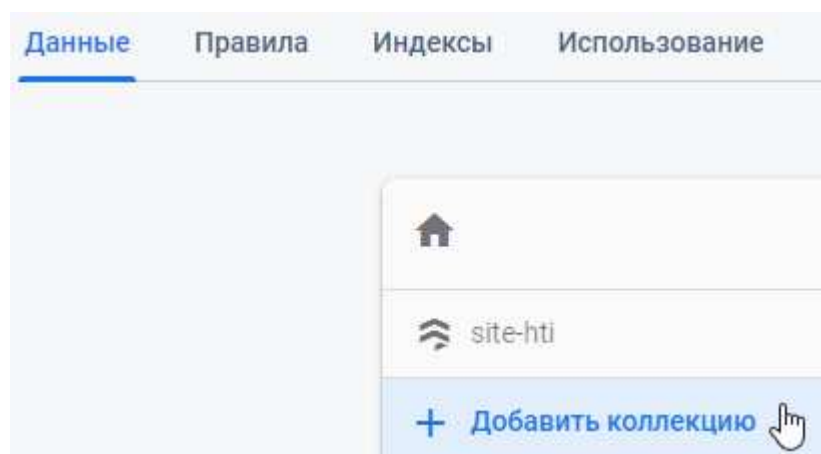 Данные Правила Индексы Использование
site-hti
+ Добавить коллекцию